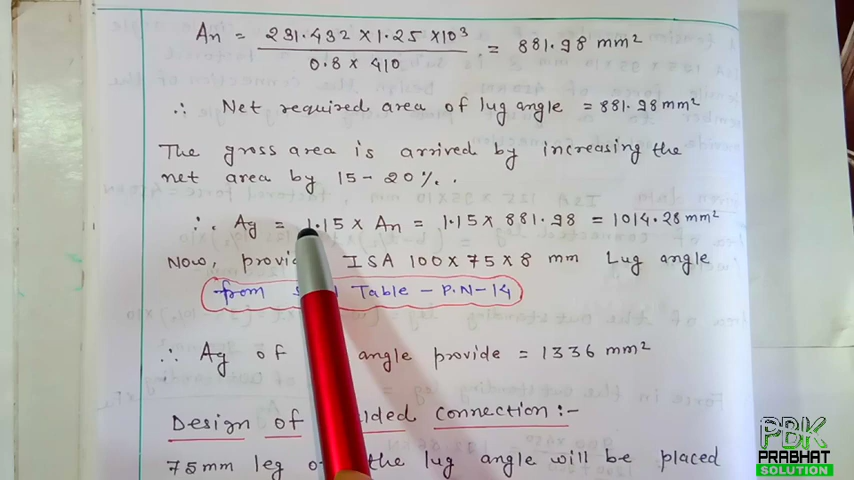 An = 231.432 × 1.25 × 10³ / 0.8 × 410 = 881.98 mm²
∴ Net required area of lug angle = 881.98 mm²
The gross area is arrived by increasing the
net area by 15 - 20%.
∴ Ag = 1.15 × An = 1.15 × 881.98 = 1014.28 mm²
Now, provi ISA 100 × 75 × 8 mm Lug angle
from Table - P.N-14
∴ Ag of angle provide = 1336 mm²
Design of connection :-
75mm leg the lug angle will be placed
PBK
PRABHAT
SOLUTION